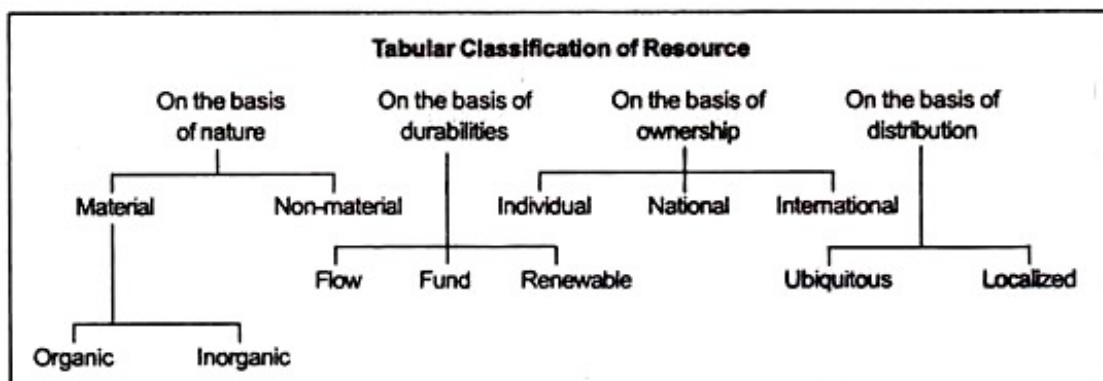 Tabular Classification of Resource
On the basis of nature
On the basis of durabilities
On the basis of ownership
On the basis of distribution
Material Non-material Individual National International
Flow Fund Renewable Ubiquitous Localized
Organic Inorganic